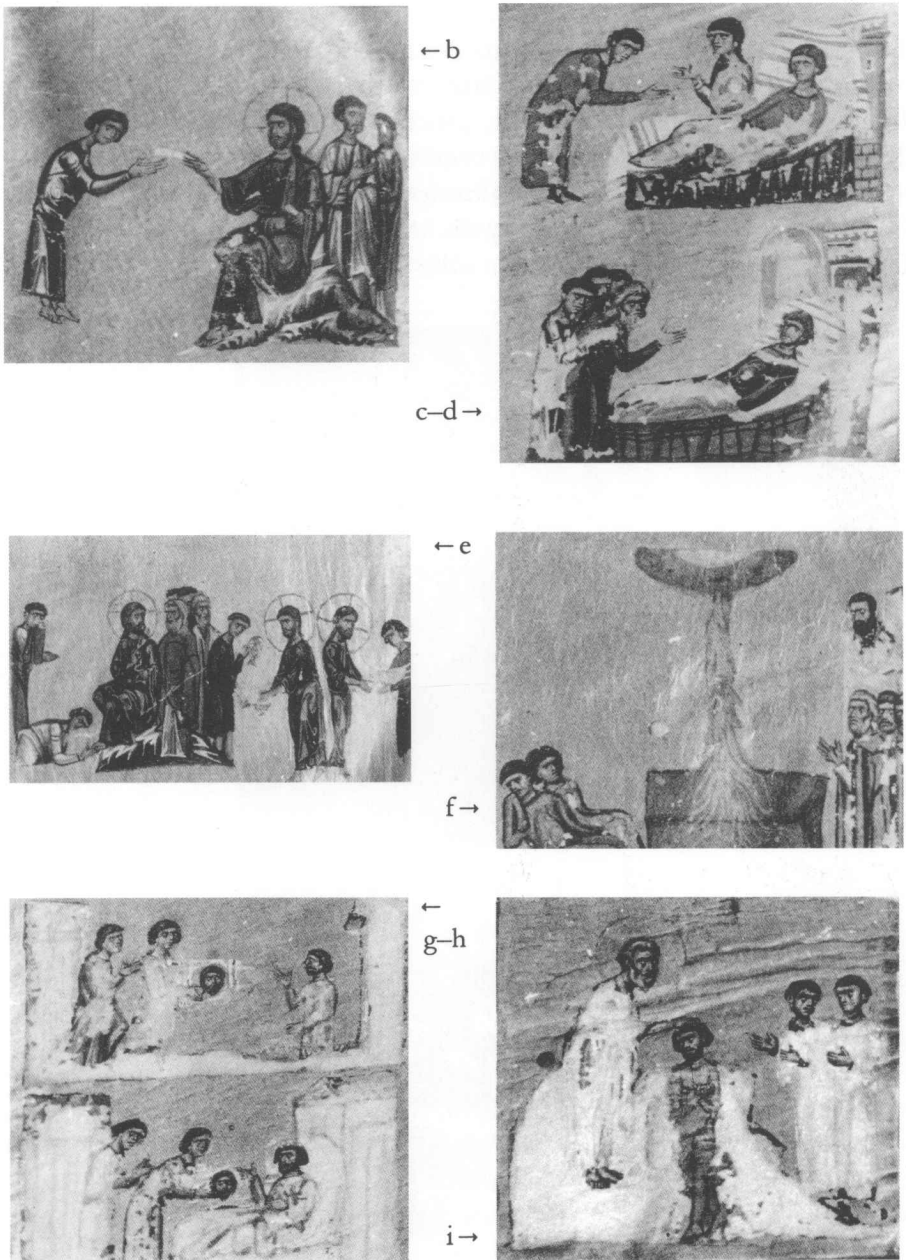 ← b
c–d →
← e
f →
←
g–h
i →